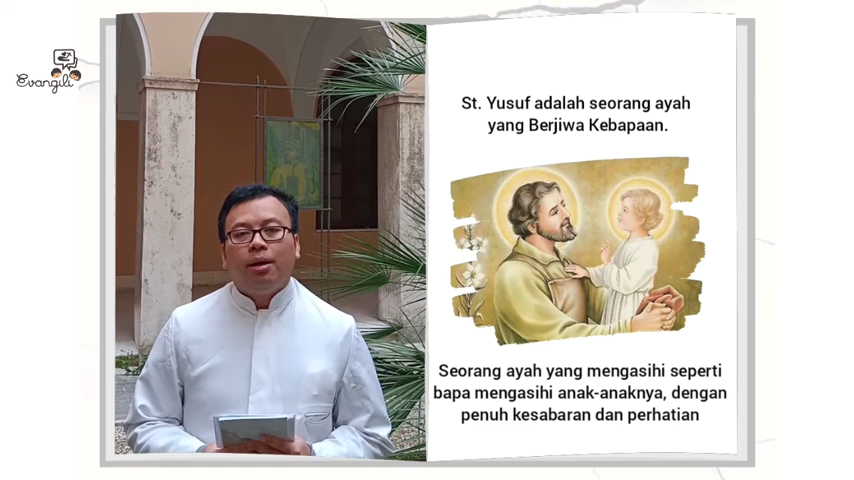 Evangili
St. Yusuf adalah seorang ayah
yang Berjiwa Kebapaan.
Seorang ayah yang mengasihi seperti
bapa mengasihi anak-anaknya, dengan
penuh kesabaran dan perhatian